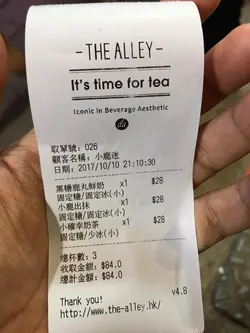 - THE ALLEY -
It's time for tea
Iconic in Beverage Aesthetic
取單號: 026
顧客名稱: 小鹿迷
日期: 2017/10/10 21:10:30
黑糖鹿丸鮮奶 x1 $28
固定糖/固定冰(小)
小鹿出抹 x1 $28
固定糖/固定冰(小)
小確幸奶茶 x1 $28
固定糖/少冰(小)
總杯數: 3
收取金額: $84.0
總計金額: $84.0
Thank you! v4.8
http://www.the-alley.hk/